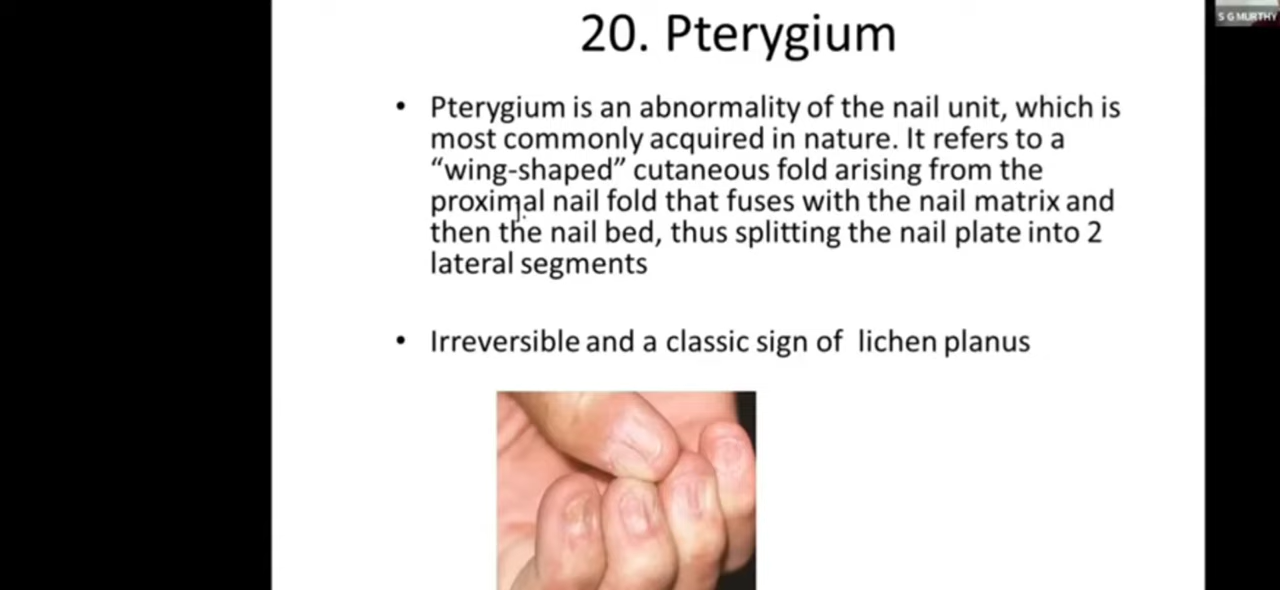 S G MURTHY
20. Pterygium
• Pterygium is an abnormality of the nail unit, which is
most commonly acquired in nature. It refers to a
“wing-shaped” cutaneous fold arising from the
proximal nail fold that fuses with the nail matrix and
then the nail bed, thus splitting the nail plate into 2
lateral segments
• Irreversible and a classic sign of lichen planus